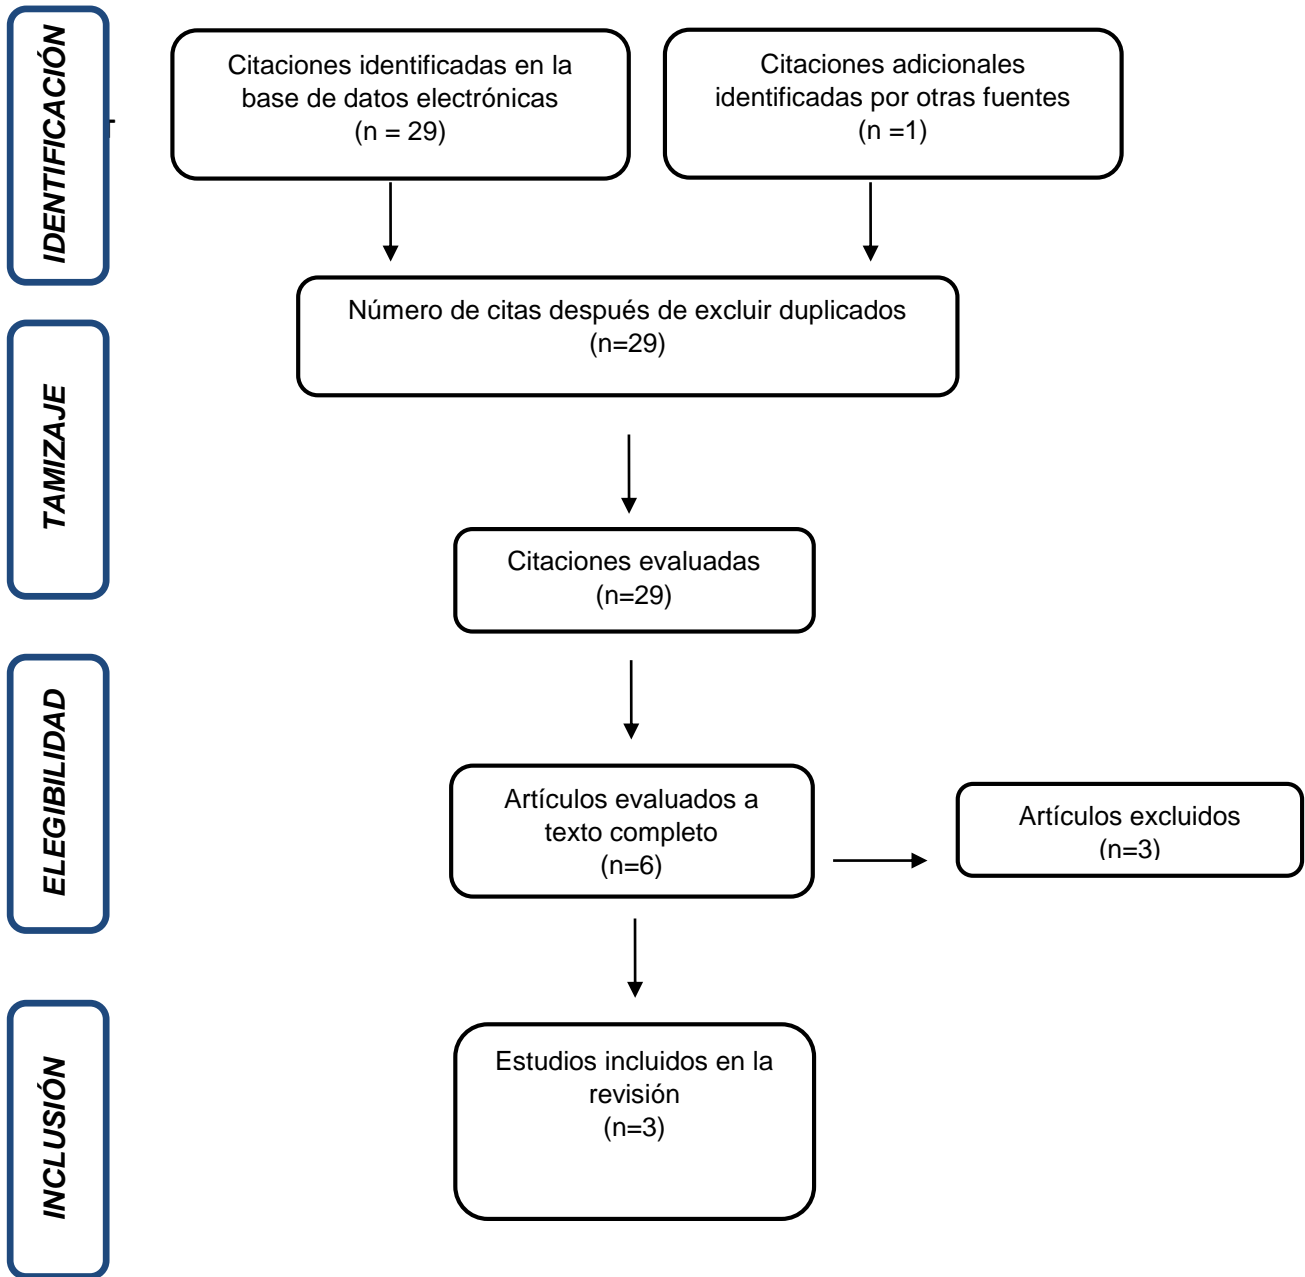 IDENTIFICACIÓN
Citaciones identificadas en la
base de datos electrónicas
(n = 29)
Citaciones adicionales
identificadas por otras fuentes
(n =1)
Número de citas después de excluir duplicados
(n=29)
TAMIZAJE
Citaciones evaluadas
(n=29)
ELEGIBILIDAD
Artículos evaluados a
texto completo
(n=6)
Artículos excluidos
(n=3)
INCLUSIÓN
Estudios incluidos en la
revisión
(n=3)